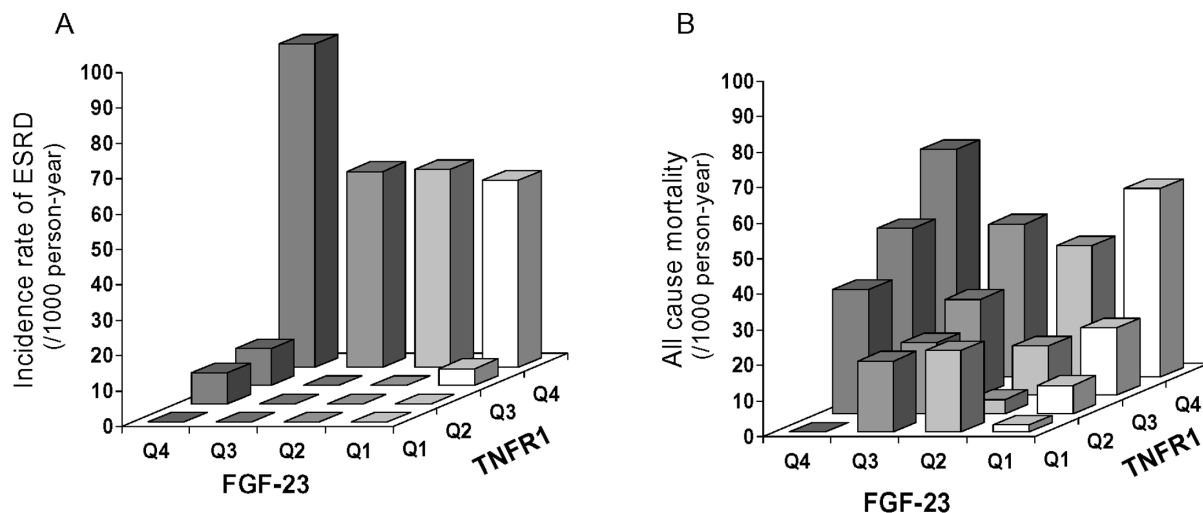 A
Incidence rate of ESRD
(/1000 person-year)
100
90
80
70
60
50
40
30
20
10
0
Q4
Q3
Q2
Q1
FGF-23
Q1
Q2
Q3
Q4
TNFR1
B
All cause mortality
(/1000 person-year)
100
90
80
70
60
50
40
30
20
10
0
Q4
Q3
Q2
Q1
FGF-23
Q1
Q2
Q3
Q4
TNFR1